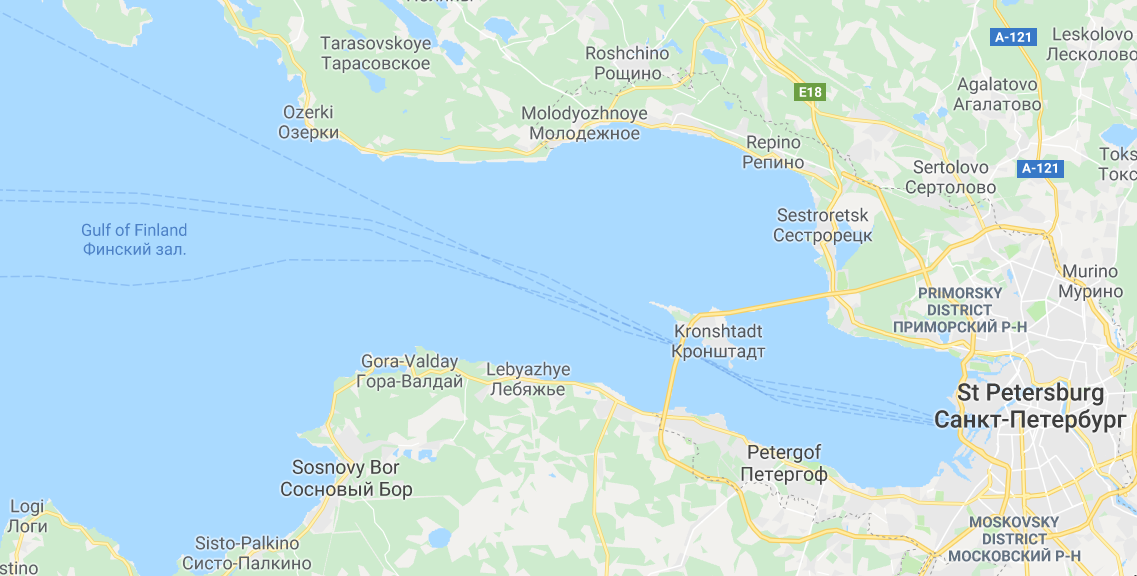 Поляны
Tarasovskoye
Тарасовское
Roshchino
Рощино
A-121
Leskolovo
Лесколово
E18
Agalatovo
Агалатово
Ozerki
Озерки
Molodyozhnoye
Молодежное
Repino
Репино
Sertolovo
Сертолово
A-121
Toks
Токс
Sestroretsk
Сестрорецк
Gulf of Finland
Финский зал.
Murino
Мурино
PRIMORSKY
DISTRICT
ПРИМОРСКИЙ Р-Н
Kronshtadt
Кронштадт
Gora-Valday
Гора-Валдай
Lebyazhye
Лебяжье
St Petersburg
Санкт-Петербург
Petergof
Петергоф
Sosnovy Bor
Сосновый Бор
Logi
Логи
Sisto-Palkino
Систо-Палкино
MOSKOVSKY
DISTRICT
МОСКОВСКИЙ Р-Н
stino